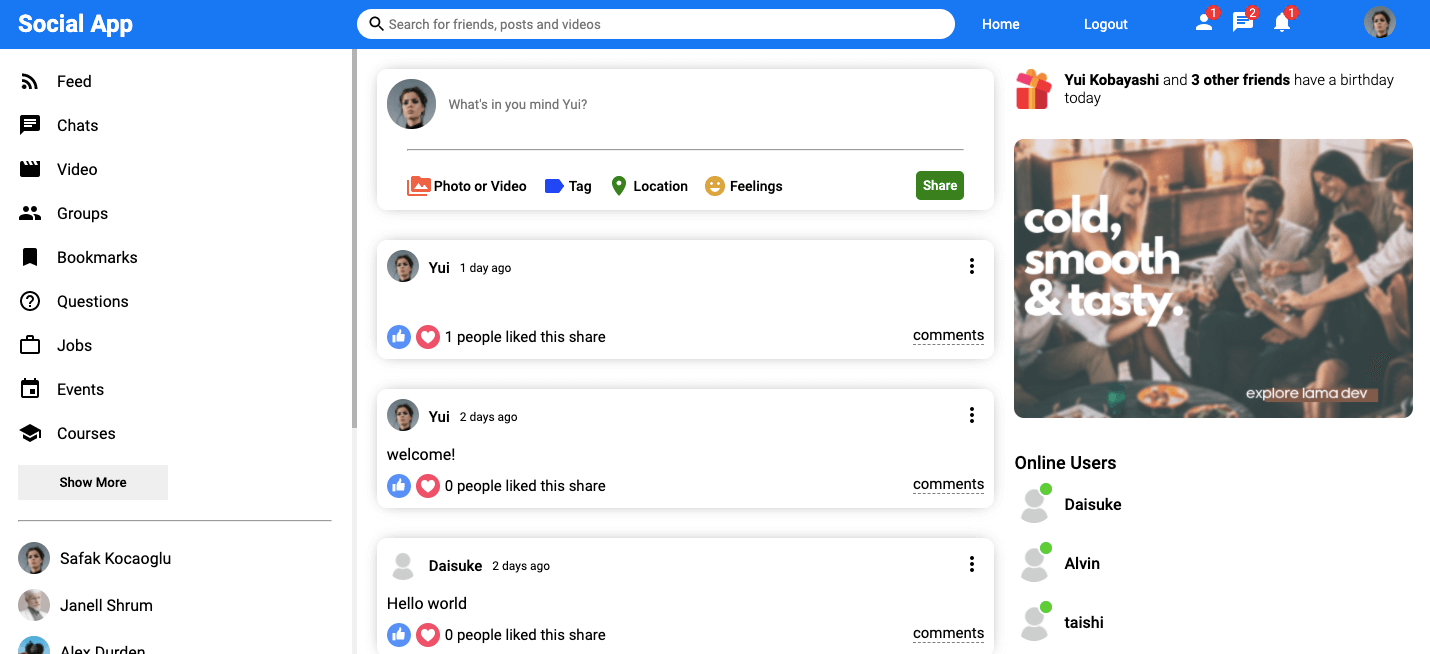 Social App
Search for friends, posts and videos
Home
Logout
1
2
1
Feed
Chats
Video
Groups
Bookmarks
Questions
Jobs
Events
Courses
Show More
Safak Kocaoglu
Janell Shrum
Alex Durden
What's in you mind Yui?
Photo or Video
Tag
Location
Feelings
Share
Yui 1 day ago
1 people liked this share
comments
Yui 2 days ago
welcome!
0 people liked this share
comments
Daisuke 2 days ago
Hello world
0 people liked this share
comments
Yui Kobayashi and 3 other friends have a birthday
today
cold,
smooth
& tasty.
explore lama dev
Online Users
Daisuke
Alvin
taishi